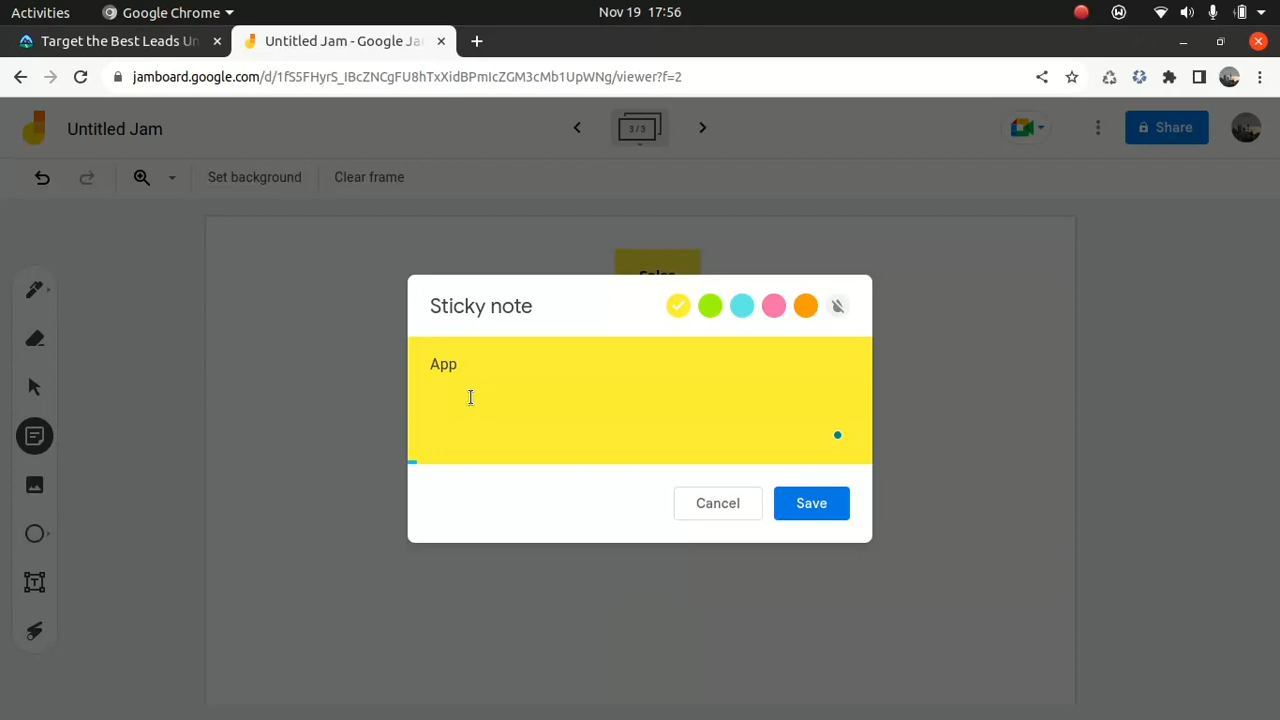 Activities
Google Chrome
Nov 19 17:56
Target the Best Leads Un
Untitled Jam - Google Ja
jamboard.google.com/d/1fS5FHyrS_IBcZNCgFU8hTxXidBPmIcZGM3cMb1UpWNg/viewer?f=2
Untitled Jam
3 / 3
Share
Set background
Clear frame
Sales
Sticky note
App
Cancel
Save